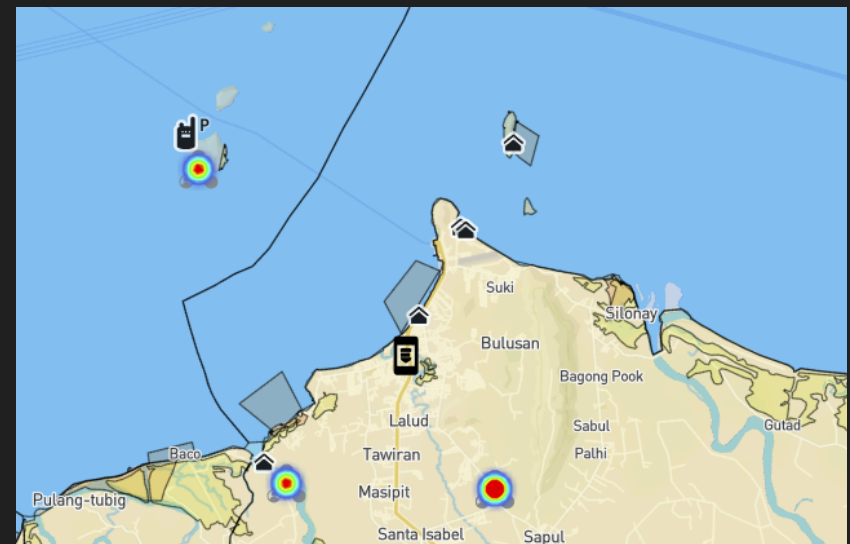 P
Suki
Silonay
Bulusan
Bagong Pook
Lalud
Sabul
Gutad
Baco
Tawiran
Palhi
Pulang-tubig
Masipit
Santa Isabel
Sapul